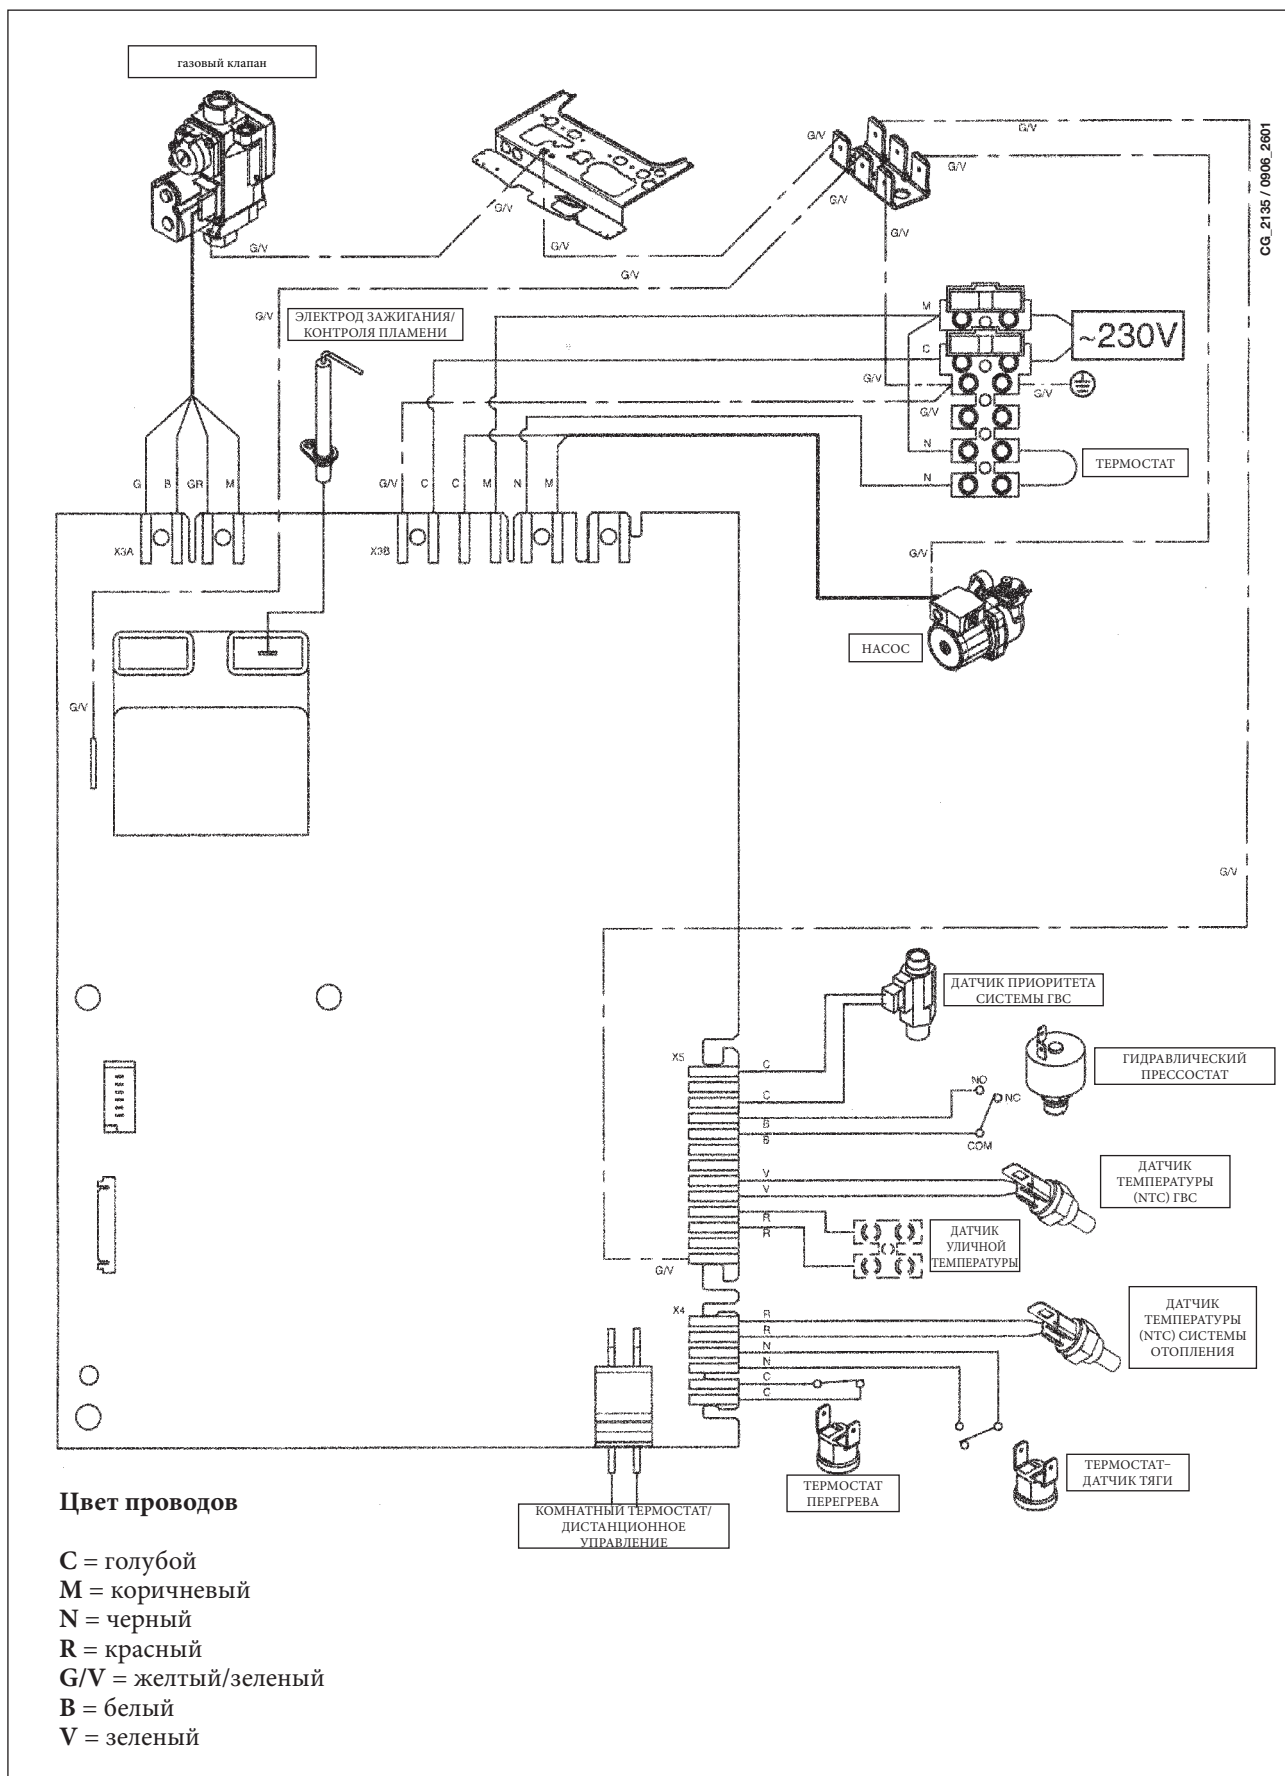 газовый клапан
CG_2135 / 0906_2601
G/V
G/V
G/V
G/V
G/V
G/V
G/V
G/V
G/V
G/V
ЭЛЕКТРОД ЗАЖИГАНИЯ/
КОНТРОЛЯ ПЛАМЕНИ
M
~230V
C
G/V
G/V
G/V
N
ТЕРМОСТАТ
N
G
B
GR
M
G/V
C
C
M
N
M
X3A
X3B
G/V
НАСОС
G/V
G/V
ДАТЧИК ПРИОРИТЕТА
СИСТЕМЫ ГВС
X5
C
C
ГИДРАВЛИЧЕСКИЙ
ПРЕССОСТАТ
NO
NC
B
B
COM
ДАТЧИК
ТЕМПЕРАТУРЫ
(NTC) ГВС
V
V
R
R
ДАТЧИК
УЛИЧНОЙ
ТЕМПЕРАТУРЫ
G/V
X4
R
R
N
N
C
C
ДАТЧИК
ТЕМПЕРАТУРЫ
(NTC) СИСТЕМЫ
ОТОПЛЕНИЯ
ТЕРМОСТАТ
ПЕРЕГРЕВА
ТЕРМОСТАТ–
ДАТЧИК ТЯГИ
КОМНАТНЫЙ ТЕРМОСТАТ/
ДИСТАНЦИОННОЕ
УПРАВЛЕНИЕ
Цвет проводов
C = голубой
M = коричневый
N = черный
R = красный
G/V = желтый/зеленый
B = белый
V = зеленый